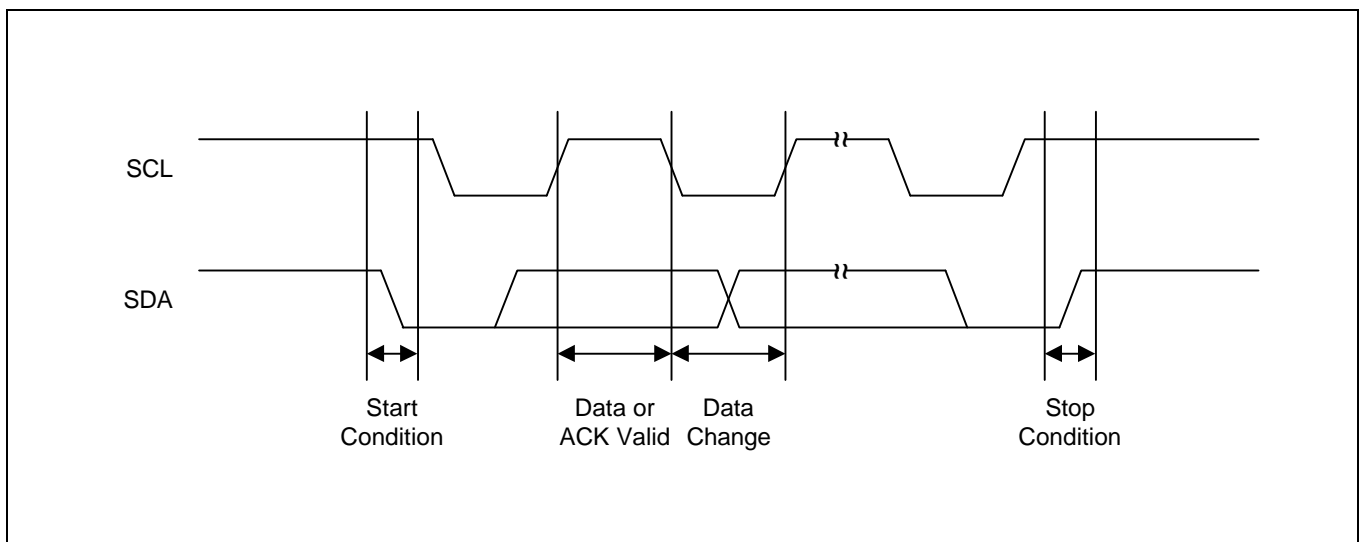 SCL
SDA
Start
Condition
Data or
ACK Valid
Data
Change
Stop
Condition